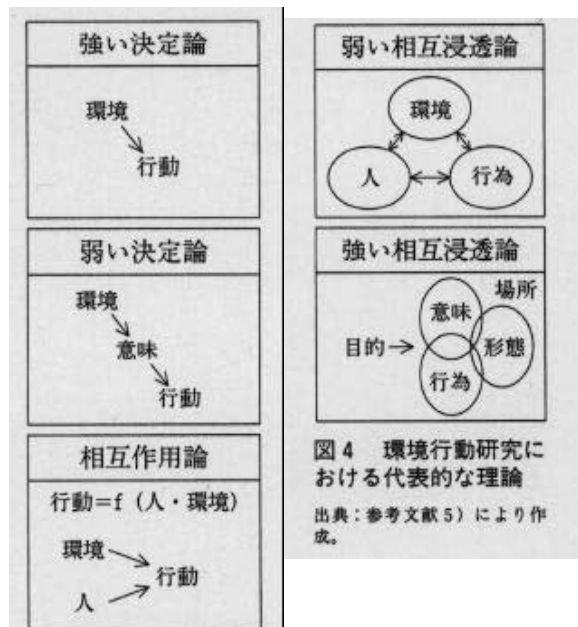 強い決定論
環境
行動
弱い決定論
環境
意味
行動
相互作用論
行動=f（人・環境）
環境
行動
人
弱い相互浸透論
環境
人
行為
強い相互浸透論
場所
意味
目的
形態
行為
図4　環境行動研究に
おける代表的な理論
出典：参考文献5）により作
成。